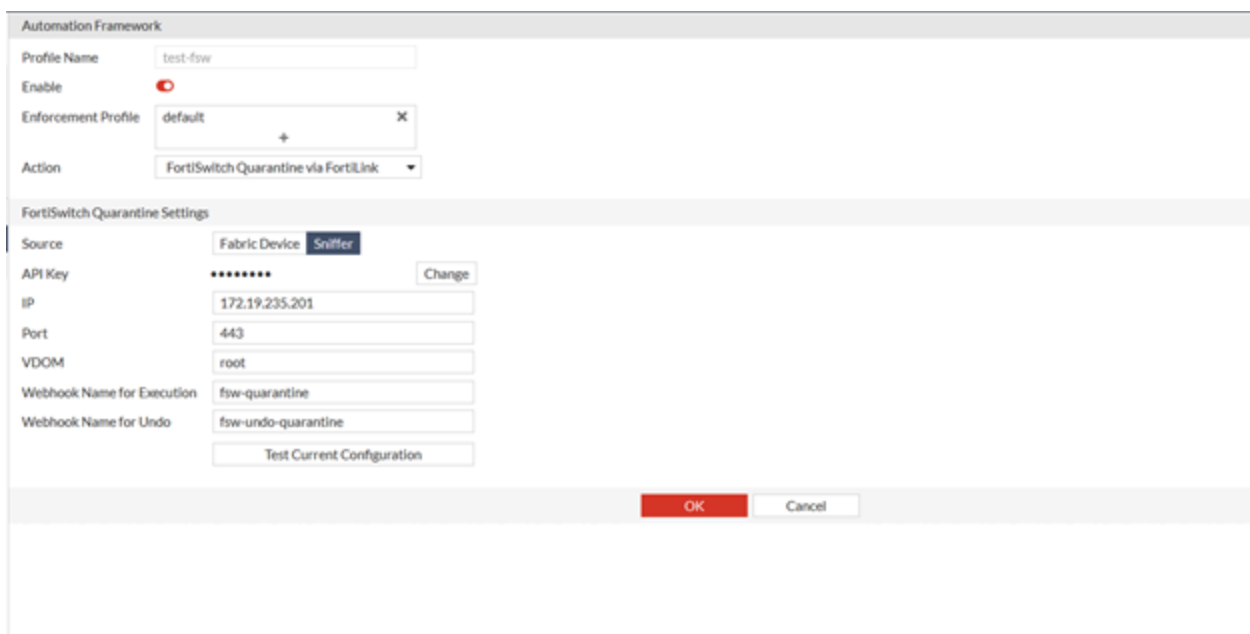 Automation Framework
Profile Name test-fsw
Enable
Enforcement Profile default ×
+
Action FortiSwitch Quarantine via FortiLink
FortiSwitch Quarantine Settings
Source Fabric Device Sniffer
API Key •••••••• Change
IP 172.19.235.201
Port 443
VDOM root
Webhook Name for Execution fsw-quarantine
Webhook Name for Undo fsw-undo-quarantine
Test Current Configuration
OK Cancel